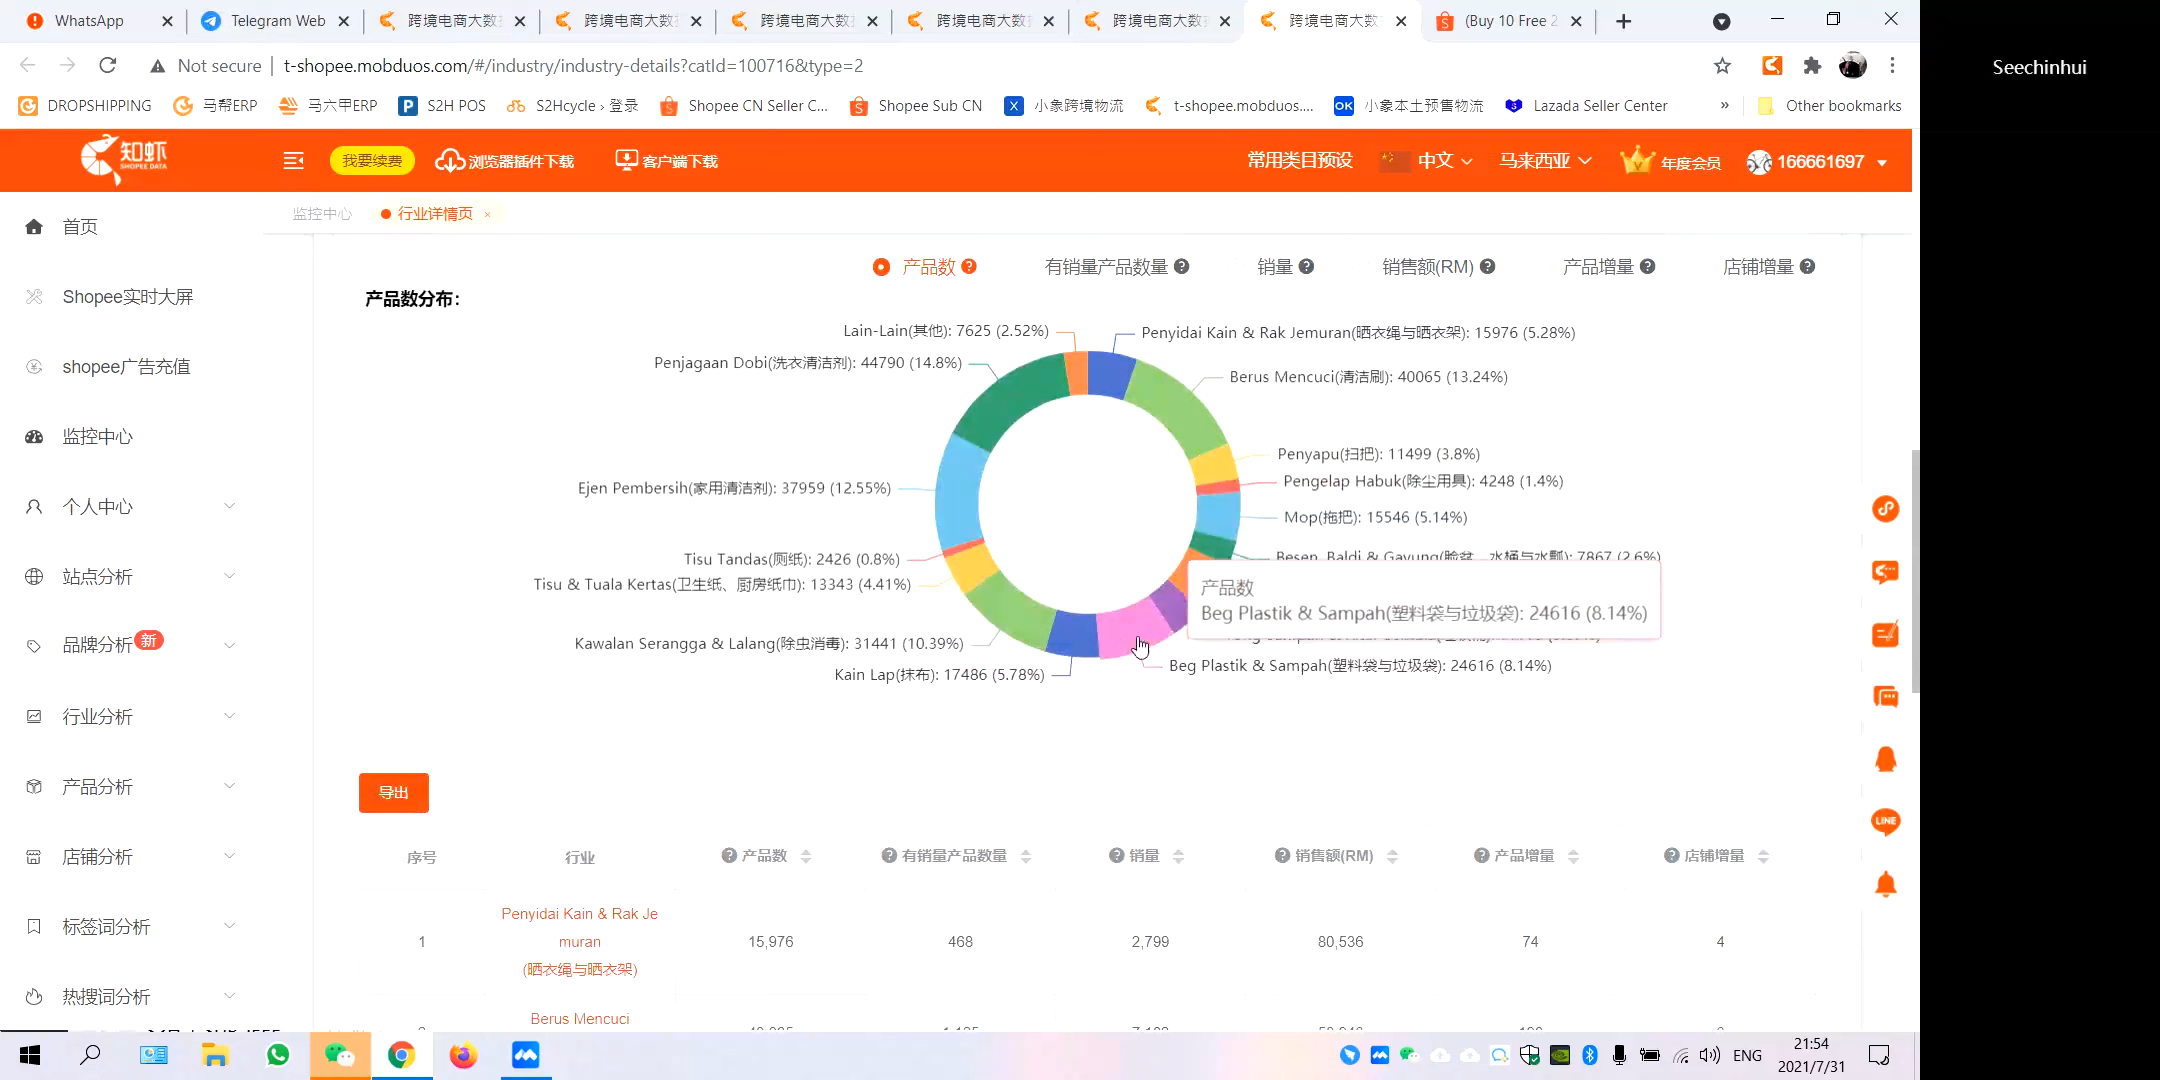 WhatsApp
Telegram Web
跨境电商大数
跨境电商大数
跨境电商大数
跨境电商大数
跨境电商大数
跨境电商大数
(Buy 10 Free 2
Seechinhui
Not secure
t-shopee.mobduos.com/#/industry/industry-details?catId=100716&type=2
DROPSHIPPING
马帮ERP
马六甲ERP
S2H POS
S2Hcycle › 登录
Shopee CN Seller C...
Shopee Sub CN
小象跨境物流
t-shopee.mobduos....
小象本土预售物流
Lazada Seller Center
»
Other bookmarks
知虾
SHOPEE DATA
我要续费
浏览器插件下载
客户端下载
常用类目预设
中文
马来西亚
年度会员
166661697
监控中心
行业详情页
首页
Shopee实时大屏
shopee广告充值
监控中心
个人中心
站点分析
品牌分析
新
行业分析
产品分析
店铺分析
标签词分析
热搜词分析
产品数
有销量产品数量
销量
销售额(RM)
产品增量
店铺增量
产品数分布:
Lain-Lain(其他): 7625 (2.52%)
Penyidai Kain & Rak Jemuran(晒衣绳与晒衣架): 15976 (5.28%)
Penjagaan Dobi(洗衣清洁剂): 44790 (14.8%)
Berus Mencuci(清洁刷): 40065 (13.24%)
Penyapu(扫把): 11499 (3.8%)
Pengelap Habuk(除尘用具): 4248 (1.4%)
Ejen Pembersih(家用清洁剂): 37959 (12.55%)
Mop(拖把): 15546 (5.14%)
Besen, Baldi & Gayung(脸盆、水桶与水瓢): 7867 (2.6%)
Tisu Tandas(厕纸): 2426 (0.8%)
Tisu & Tuala Kertas(卫生纸、厨房纸巾): 13343 (4.41%)
产品数
Beg Plastik & Sampah(塑料袋与垃圾袋): 24616 (8.14%)
Kawalan Serangga & Lalang(除虫消毒): 31441 (10.39%)
Beg Plastik & Sampah(塑料袋与垃圾袋): 24616 (8.14%)
Kain Lap(抹布): 17486 (5.78%)
导出
序号
行业
产品数
有销量产品数量
销量
销售额(RM)
产品增量
店铺增量
1
Penyidai Kain & Rak Je
muran
(晒衣绳与晒衣架)
15,976
468
2,799
80,536
74
4
Berus Mencuci
LINE
ENG
21:54
2021/7/31